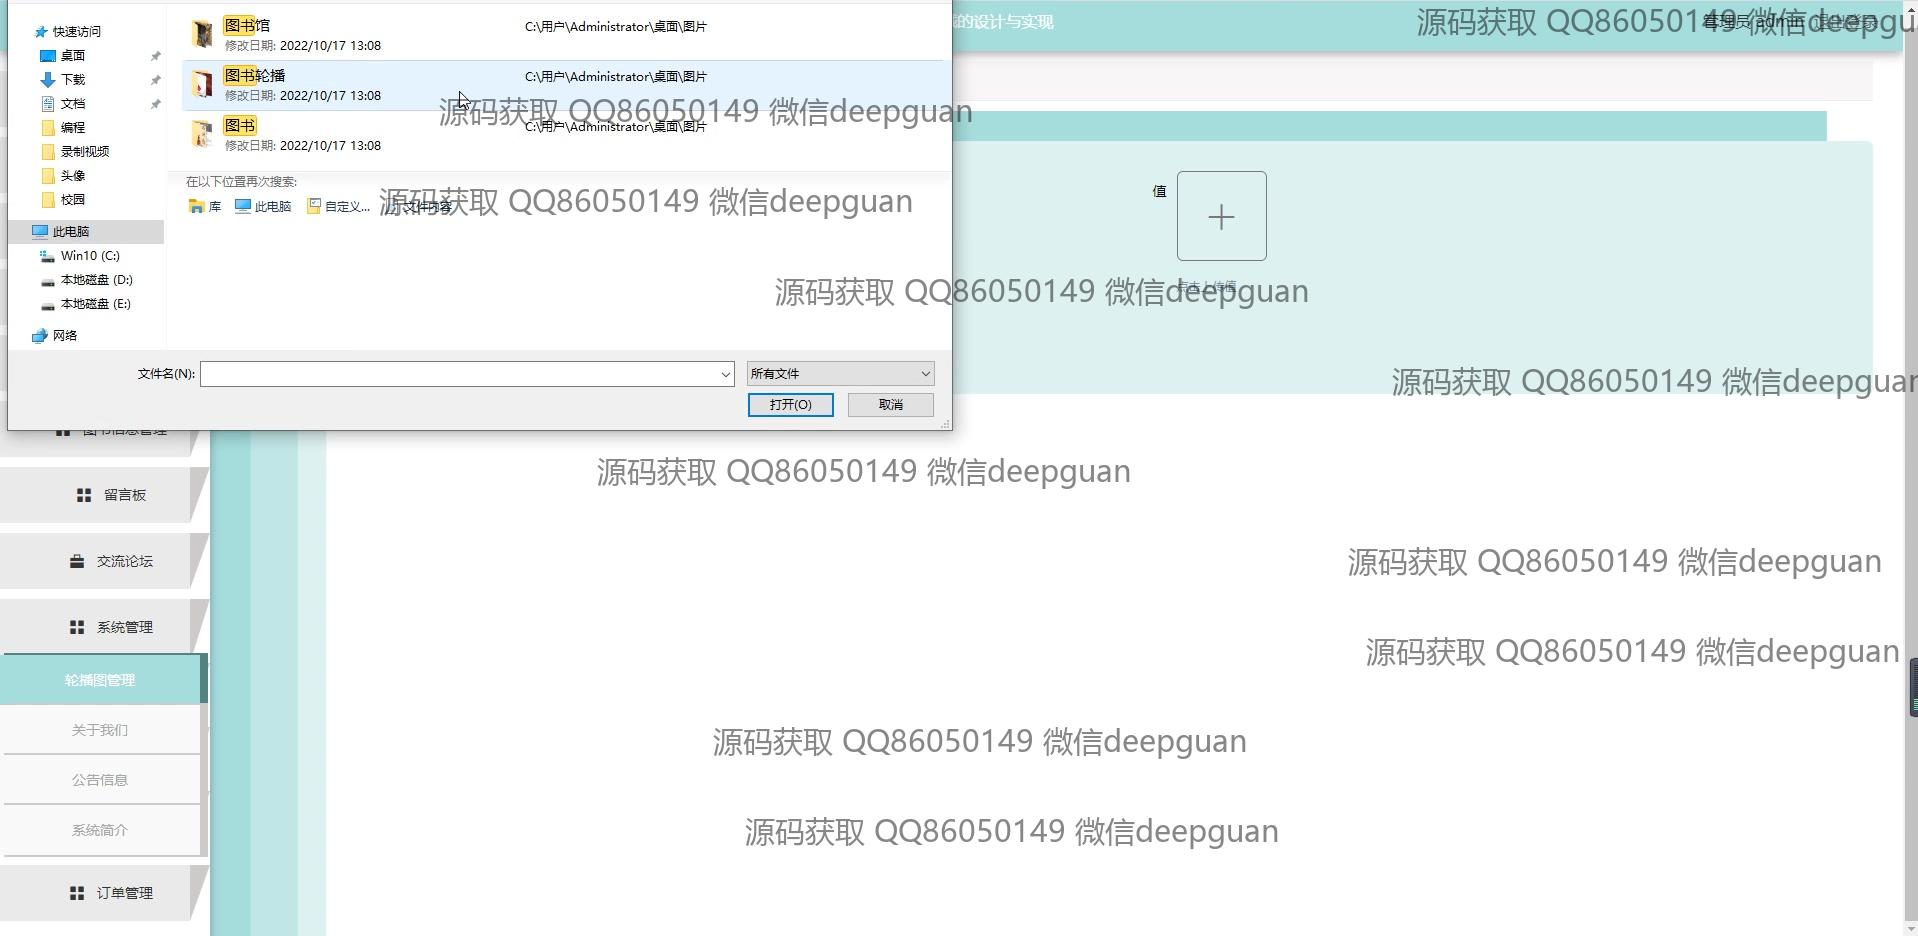 快速访问
桌面
下载
文档
编程
录制视频
头像
校园
此电脑
Win10 (C:)
本地磁盘 (D:)
本地磁盘 (E:)
网络
图书馆
修改日期: 2022/10/17 13:08
C:\用户\Administrator\桌面\图片
图书轮播
修改日期: 2022/10/17 13:08
C:\用户\Administrator\桌面\图片
图书
修改日期: 2022/10/17 13:08
C:\用户\Administrator\桌面\图片
在以下位置再次搜索:
库
此电脑
自定义...
文件内容
文件名(N):
所有文件
打开(O)
取消
的设计与实现
管理员 admin
退出登录
值
点击上传值
图书信息管理
留言板
交流论坛
系统管理
轮播图管理
关于我们
公告信息
系统简介
订单管理
源码获取 QQ86050149 微信deepgu
源码获取 QQ86050149 微信deepguan
源码获取 QQ86050149 微信deepguan
源码获取 QQ86050149 微信deepguan
源码获取 QQ86050149 微信deepguan
源码获取 QQ86050149 微信deepguan
源码获取 QQ86050149 微信deepguan
源码获取 QQ86050149 微信deepguan
源码获取 QQ86050149 微信deepguan
源码获取 QQ86050149 微信deepguan